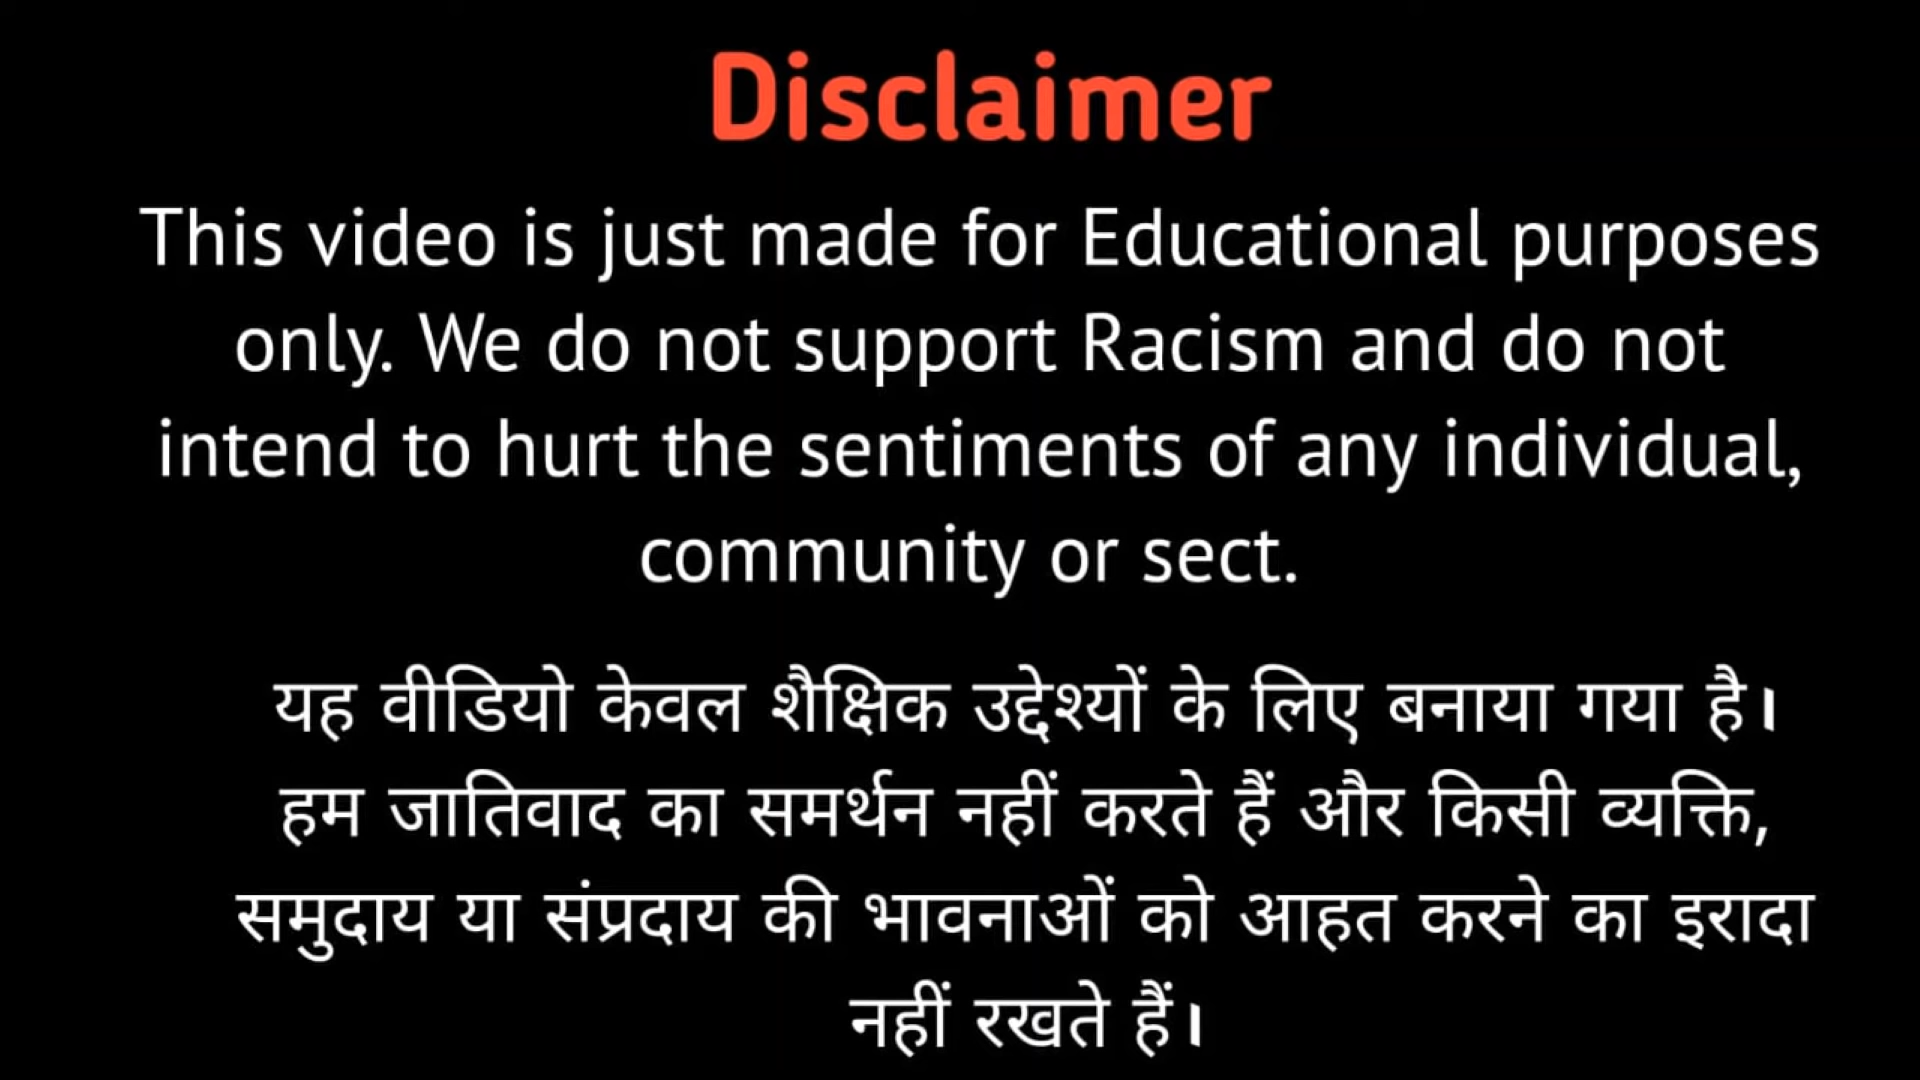 Disclaimer
This video is just made for Educational purposes
only. We do not support Racism and do not
intend to hurt the sentiments of any individual,
community or sect.
यह वीडियो केवल शैक्षिक उद्देश्यों के लिए बनाया गया है।
हम जातिवाद का समर्थन नहीं करते हैं और किसी व्यक्ति,
समुदाय या संप्रदाय की भावनाओं को आहत करने का इरादा
नहीं रखते हैं।